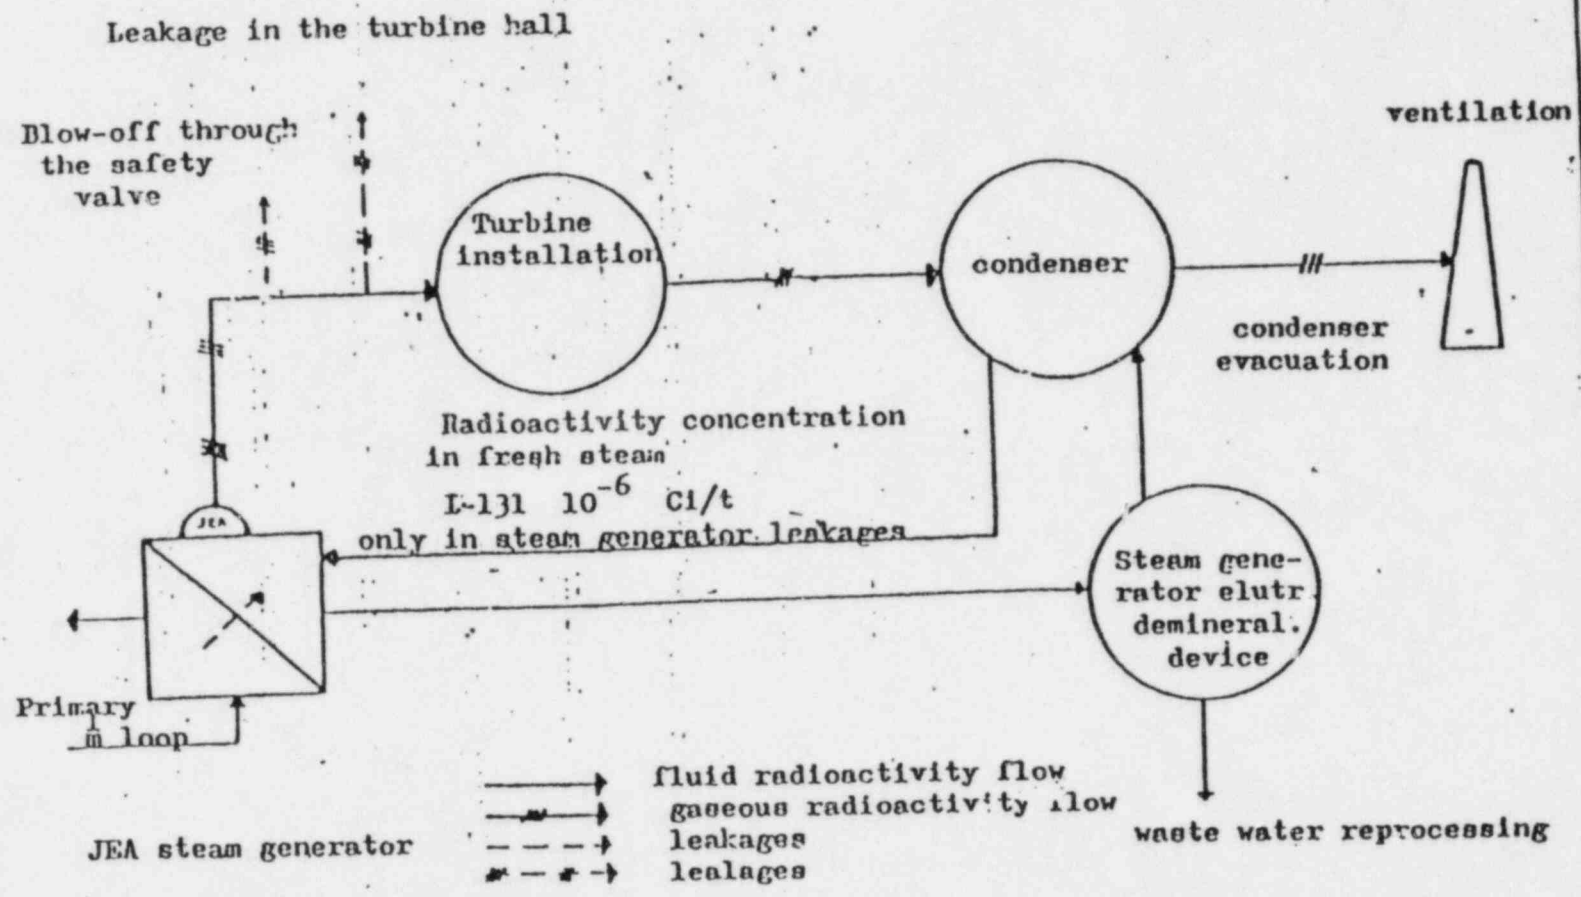 Leakage in the turbine hall
Blow-off through
the safety
valve
ventilation
Turbine
installation
condenser
condenser
evacuation
Radioactivity concentration
in fresh steam
L-131 10⁻⁶ Ci/t
only in steam generator leakages
JEA
Steam gene-
rator elutr.
demineral.
device
Primary
loop
fluid radioactivity flow
gaseous radioactivity flow
JEA steam generator
leakages
lealages
waste water reprocessing